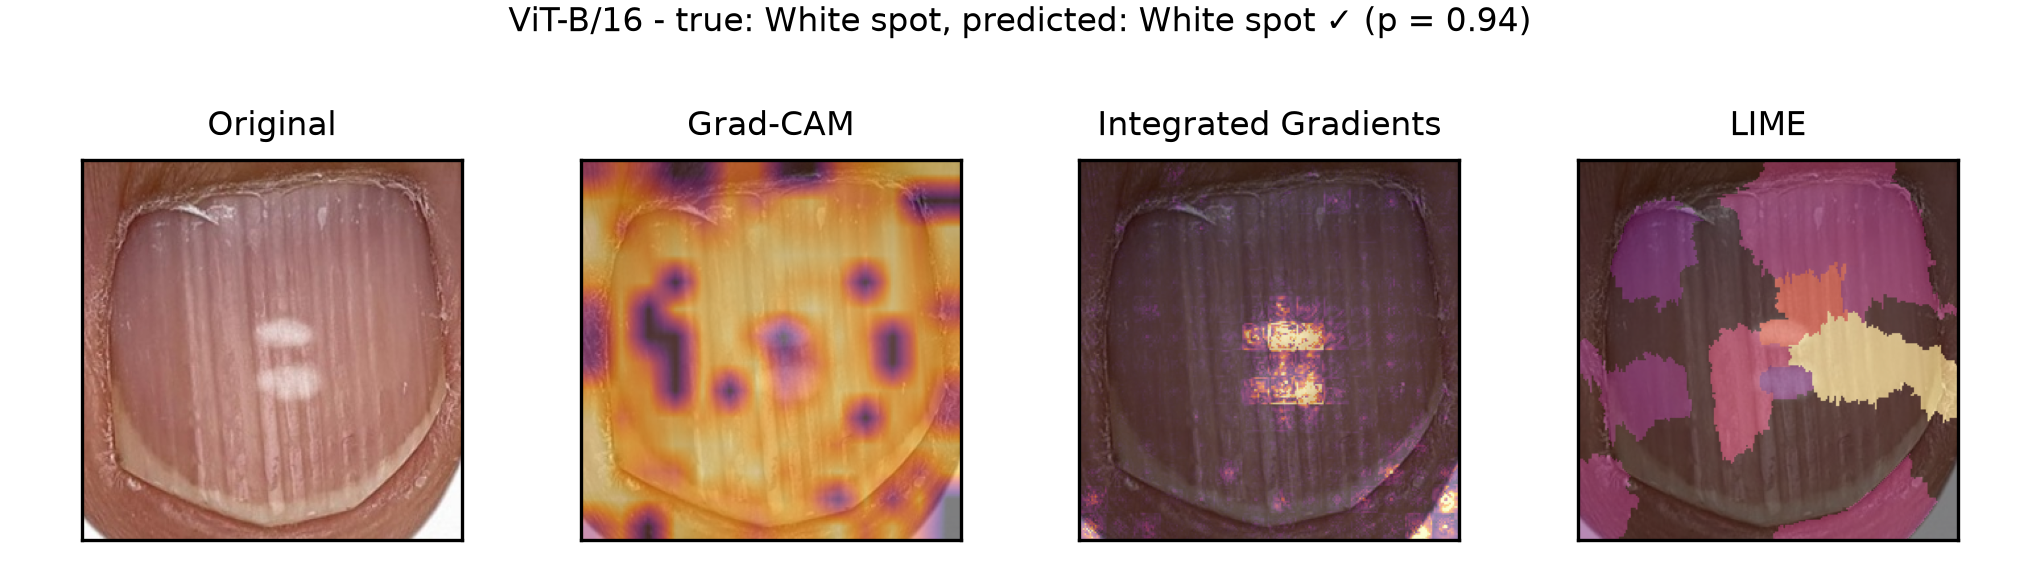 ViT-B/16 - true: White spot, predicted: White spot ✓ (p = 0.94)
Original
Grad-CAM
Integrated Gradients
LIME